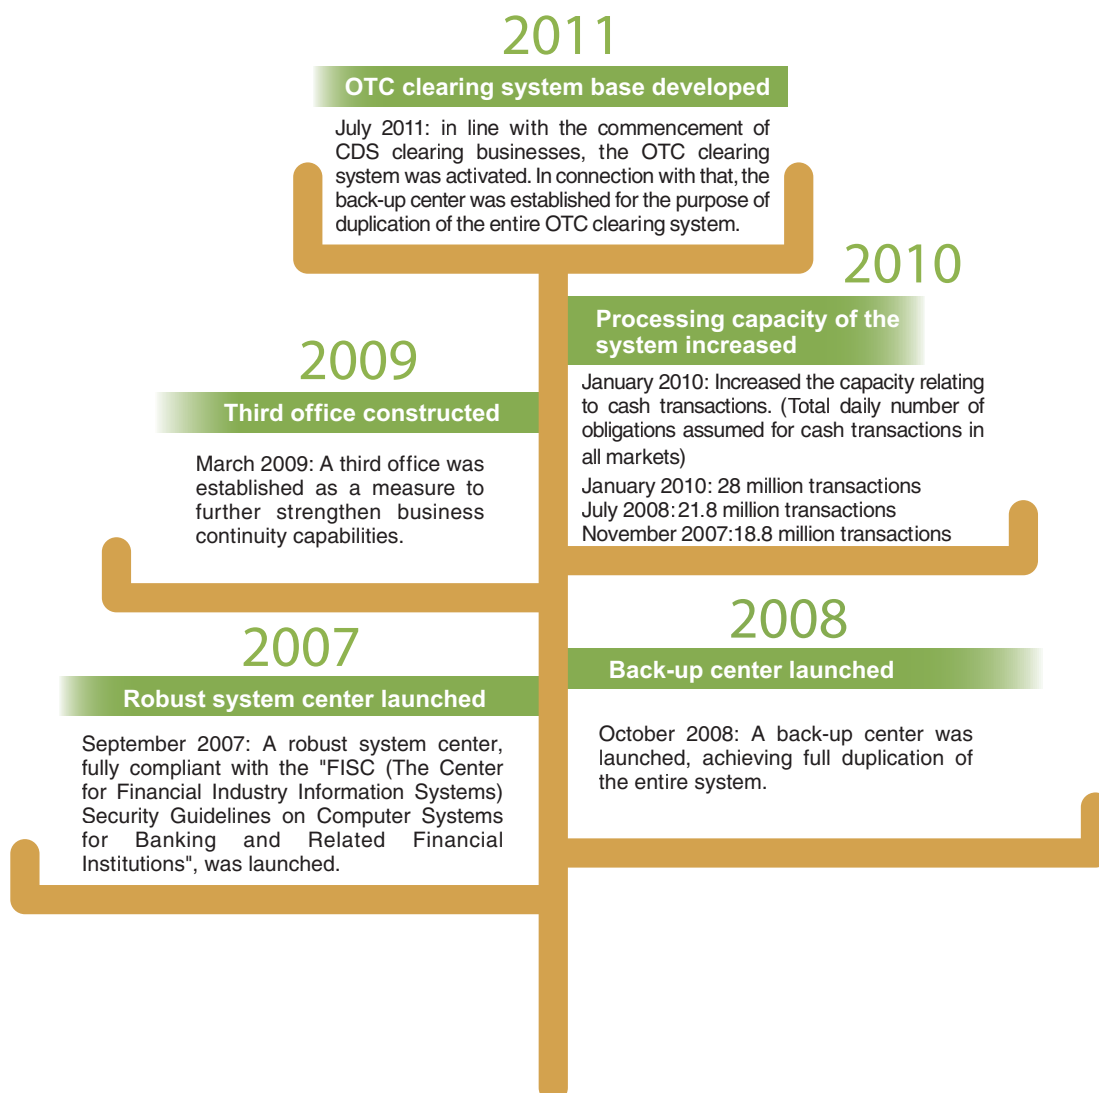 2011
OTC clearing system base developed
July 2011: in line with the commencement of
CDS clearing businesses, the OTC clearing
system was activated. In connection with that, the
back-up center was established for the purpose of
duplication of the entire OTC clearing system.
2010
Processing capacity of the
system increased
January 2010: Increased the capacity relating
to cash transactions. (Total daily number of
obligations assumed for cash transactions in
all markets)
January 2010: 28 million transactions
July 2008: 21.8 million transactions
November 2007:18.8 million transactions
2009
Third office constructed
March 2009: A third office was
established as a measure to
further strengthen business
continuity capabilities.
2008
Back-up center launched
October 2008: A back-up center was
launched, achieving full duplication of
the entire system.
2007
Robust system center launched
September 2007: A robust system center,
fully compliant with the "FISC (The Center
for Financial Industry Information Systems)
Security Guidelines on Computer Systems
for Banking and Related Financial
Institutions", was launched.